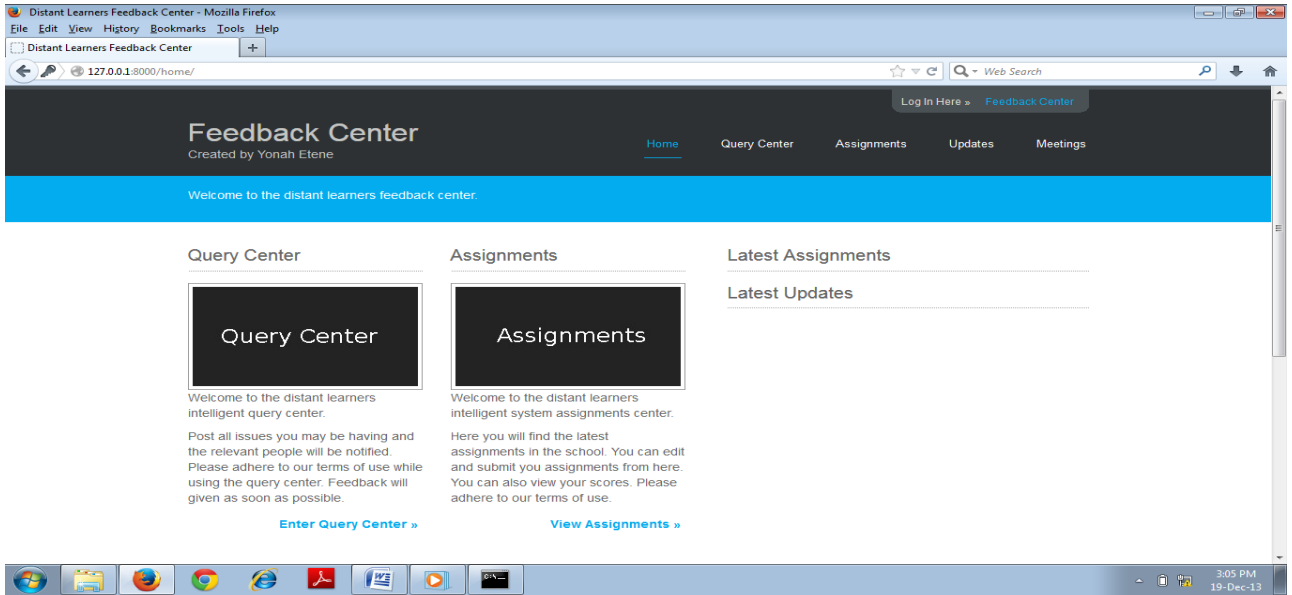 Distant Learners Feedback Center - Mozilla Firefox
File Edit View History Bookmarks Tools Help
Distant Learners Feedback Center +
127.0.0.1:8000/home/ Web Search
Log In Here » Feedback Center
Feedback Center
Created by Yonah Etene
Home Query Center Assignments Updates Meetings
Welcome to the distant learners feedback center.
Query Center
Query Center
Welcome to the distant learners
intelligent query center.
Post all issues you may be having and
the relevant people will be notified.
Please adhere to our terms of use while
using the query center. Feedback will
given as soon as possible.
Enter Query Center »
Assignments
Assignments
Welcome to the distant learners
intelligent system assignments center.
Here you will find the latest
assignments in the school. You can edit
and submit you assignments from here.
You can also view your scores. Please
adhere to our terms of use.
View Assignments »
Latest Assignments
Latest Updates
3:05 PM
19-Dec-13